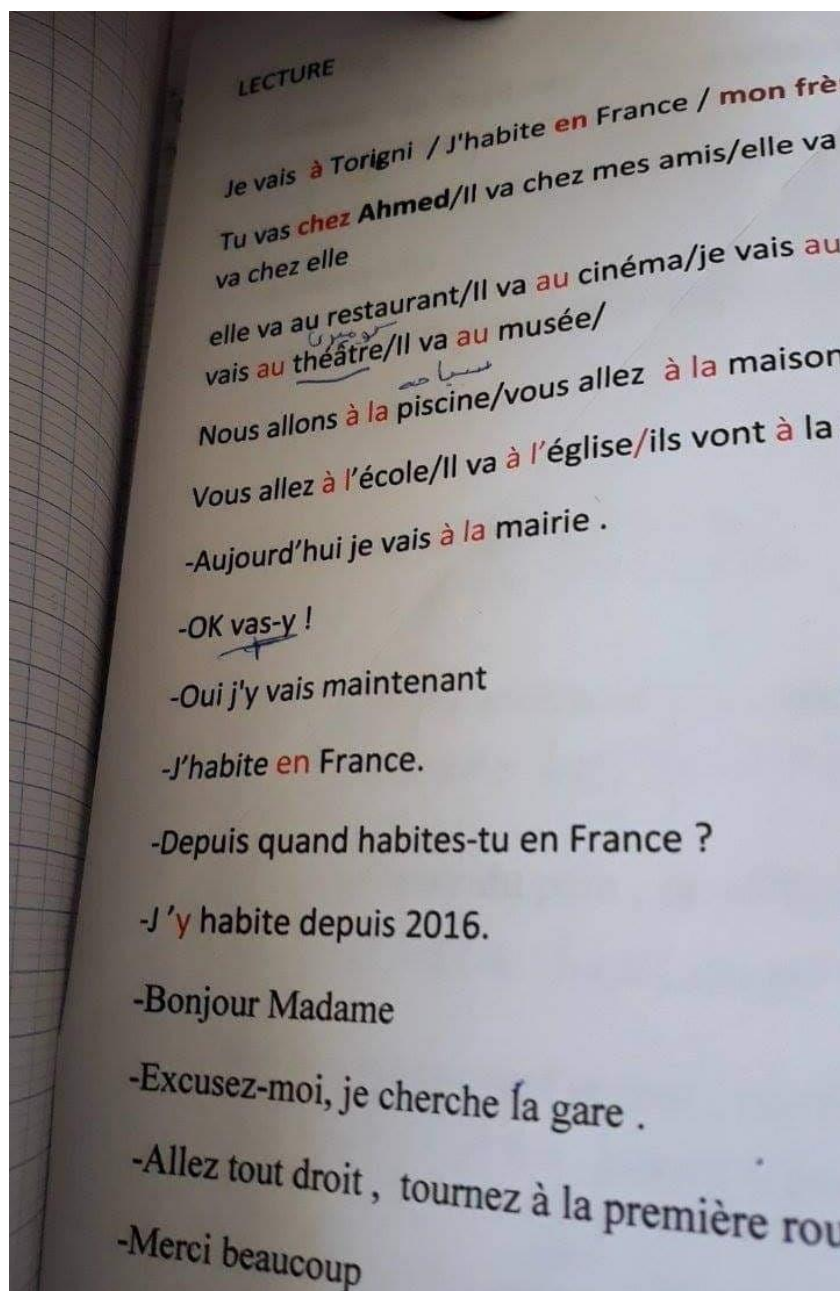 LECTURE
Je vais à Torigni / J'habite en France / mon frè
Tu vas chez Ahmed/Il va chez mes amis/elle va
va chez elle
elle va au restaurant/Il va au cinéma/je vais au
vais au théâtre/Il va au musée/
سباحه
Nous allons à la piscine/vous allez à la maison
Vous allez à l'école/Il va à l'église/ils vont à la
-Aujourd'hui je vais à la mairie .
-OK vas-y !
-Oui j'y vais maintenant
-J'habite en France.
-Depuis quand habites-tu en France ?
-J 'y habite depuis 2016.
-Bonjour Madame
-Excusez-moi, je cherche la gare .
-Allez tout droit , tournez à la première rou
-Merci beaucoup